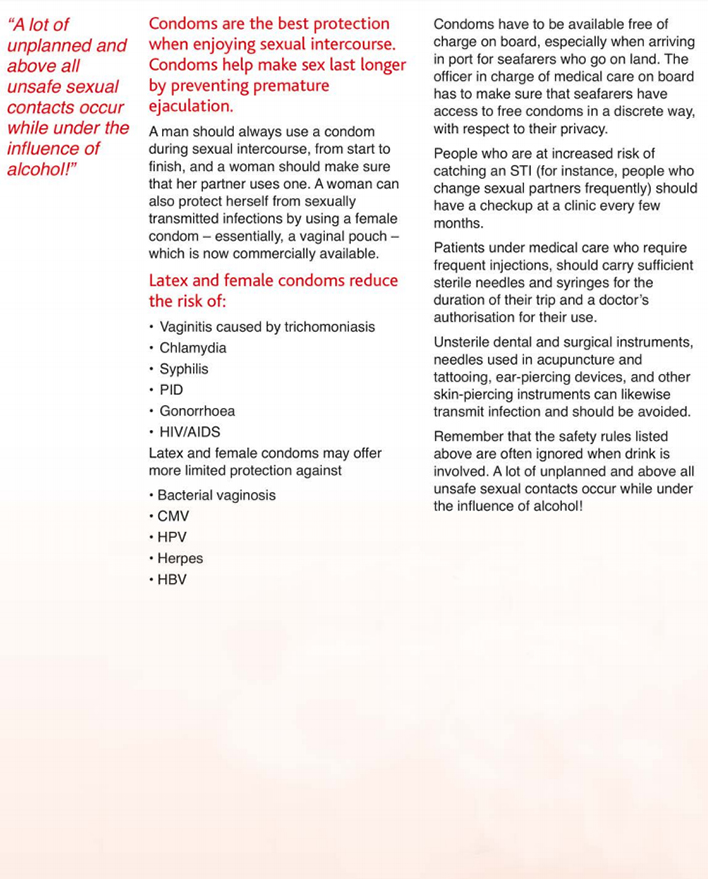 “A lot of
unplanned and
above all
unsafe sexual
contacts occur
while under the
influence of
alcohol!”
Condoms are the best protection
when enjoying sexual intercourse.
Condoms help make sex last longer
by preventing premature
ejaculation.
A man should always use a condom
during sexual intercourse, from start to
finish, and a woman should make sure
that her partner uses one. A woman can
also protect herself from sexually
transmitted infections by using a female
condom – essentially, a vaginal pouch –
which is now commercially available.
Latex and female condoms reduce
the risk of:
• Vaginitis caused by trichomoniasis
• Chlamydia
• Syphilis
• PID
• Gonorrhoea
• HIV/AIDS
Latex and female condoms may offer
more limited protection against
• Bacterial vaginosis
• CMV
• HPV
• Herpes
• HBV
Condoms have to be available free of
charge on board, especially when arriving
in port for seafarers who go on land. The
officer in charge of medical care on board
has to make sure that seafarers have
access to free condoms in a discrete way,
with respect to their privacy.
People who are at increased risk of
catching an STI (for instance, people who
change sexual partners frequently) should
have a checkup at a clinic every few
months.
Patients under medical care who require
frequent injections, should carry sufficient
sterile needles and syringes for the
duration of their trip and a doctor’s
authorisation for their use.
Unsterile dental and surgical instruments,
needles used in acupuncture and
tattooing, ear-piercing devices, and other
skin-piercing instruments can likewise
transmit infection and should be avoided.
Remember that the safety rules listed
above are often ignored when drink is
involved. A lot of unplanned and above all
unsafe sexual contacts occur while under
the influence of alcohol!